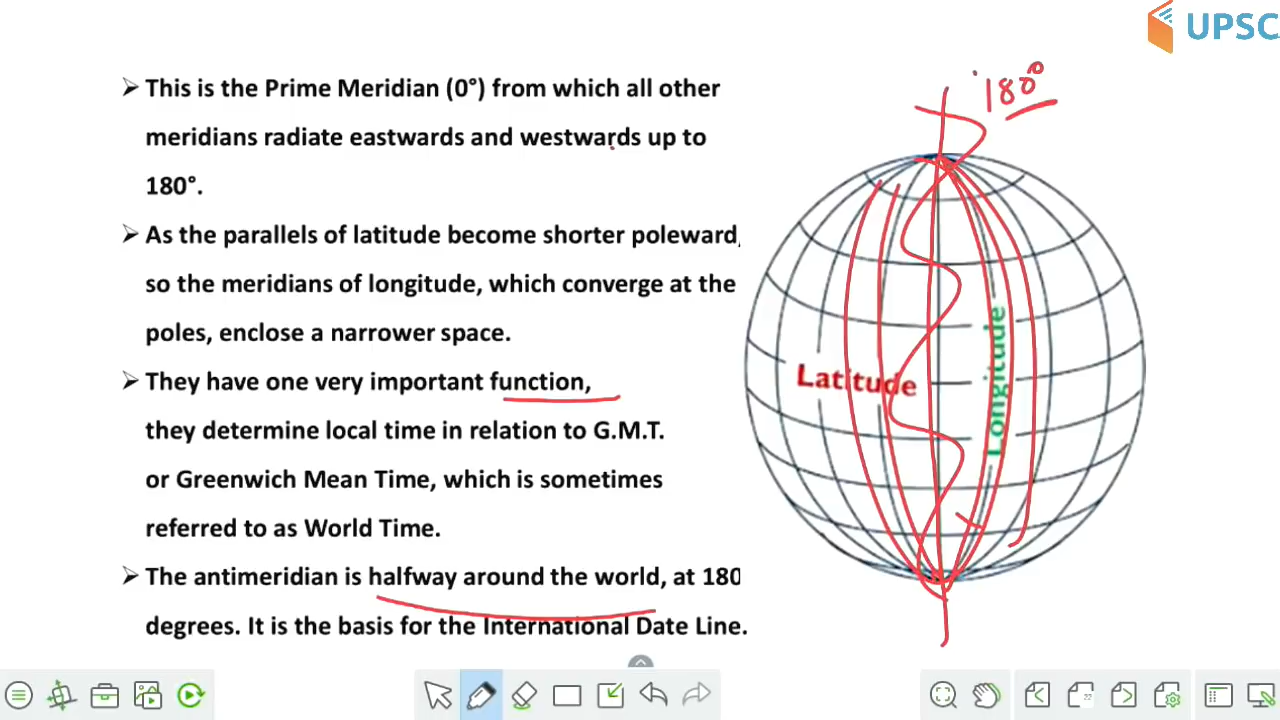 UPSC
180°
➢ This is the Prime Meridian (0°) from which all other
meridians radiate eastwards and westwards up to
180°.
➢ As the parallels of latitude become shorter poleward,
so the meridians of longitude, which converge at the
poles, enclose a narrower space.
➢ They have one very important function,
they determine local time in relation to G.M.T.
or Greenwich Mean Time, which is sometimes
referred to as World Time.
➢ The antimeridian is halfway around the world, at 180
degrees. It is the basis for the International Date Line.
Latitude
Longitude